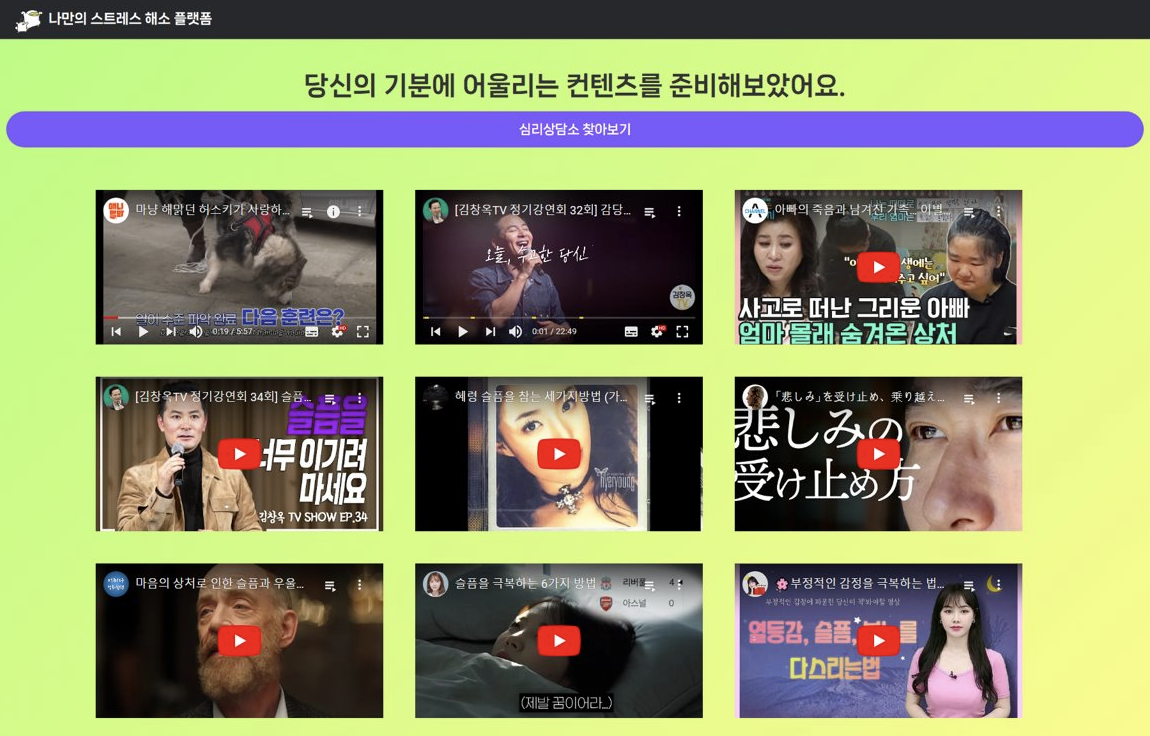 나만의 스트레스 해소 플랫폼
당신의 기분에 어울리는 컨텐츠를 준비해보았어요.
심리상담소 찾아보기
마냥 해맑던 허스키가 사랑하...
다음 훈련은?
0:19 / 5:57
[김창옥TV 정기강연회 32회] 감당...
오늘, 수고한 당신
김창옥
TV
0:01 / 22:49
아빠의 죽음과 남겨진 가족... 이별...
CHANNEL
A
사고로 떠난 그리운 아빠
엄마 몰래 숨겨온 상처
[김창옥TV 정기강연회 34회] 슬픔...
슬픔을
너무 이기려
마세요
김창옥 TV SHOW EP.34
혜령 슬픔을 참는 세가지방법 (가...
hyeryoung
「悲しみ」を受け止め、乗り越え...
悲しみの
受け止め方
마음의 상처로 인한 슬픔과 우울...
슬픔을 극복하는 6가지 방법
리버풀 4
아스널 0
(제발 꿈이어라...)
부정적인 감정을 극복하는 법...
열등감, 슬픔, 를
다스리는법